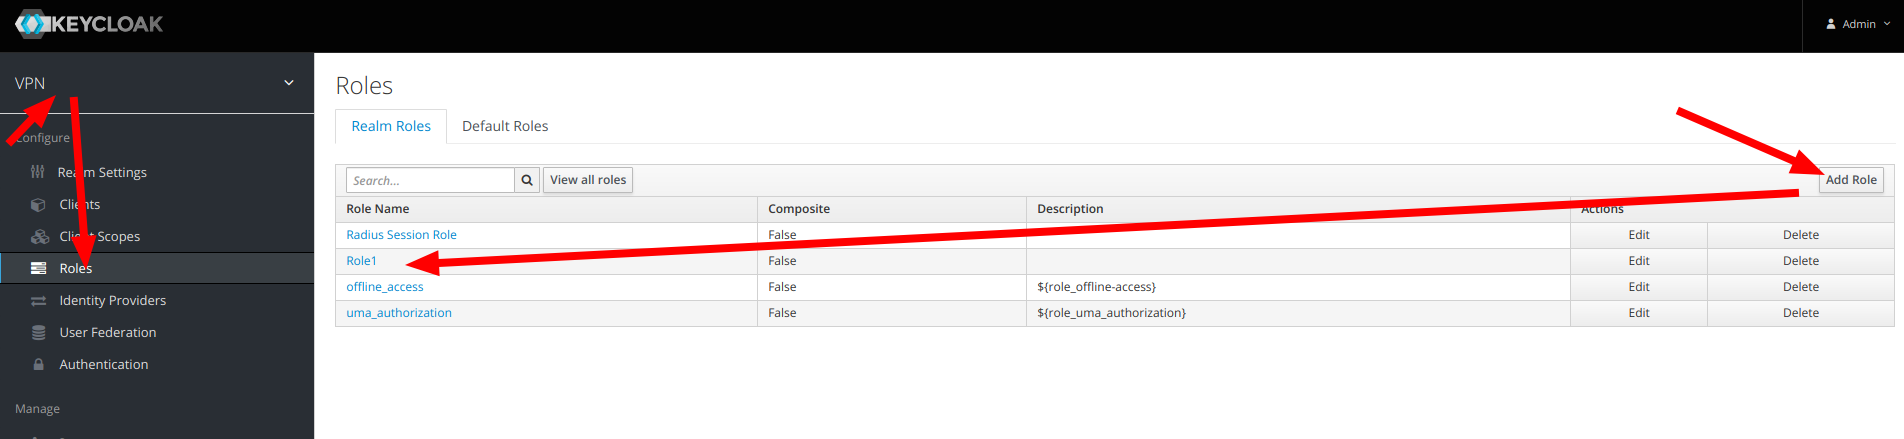 KEYCLOAK
Admin
VPN
Configure
Realm Settings
Clients
Client Scopes
Roles
Identity Providers
User Federation
Authentication
Manage
Roles
Realm Roles Default Roles
Search... View all roles Add Role
Role Name Composite Description Actions
Radius Session Role False Edit Delete
Role1 False Edit Delete
offline_access False ${role_offline-access} Edit Delete
uma_authorization False ${role_uma_authorization} Edit Delete